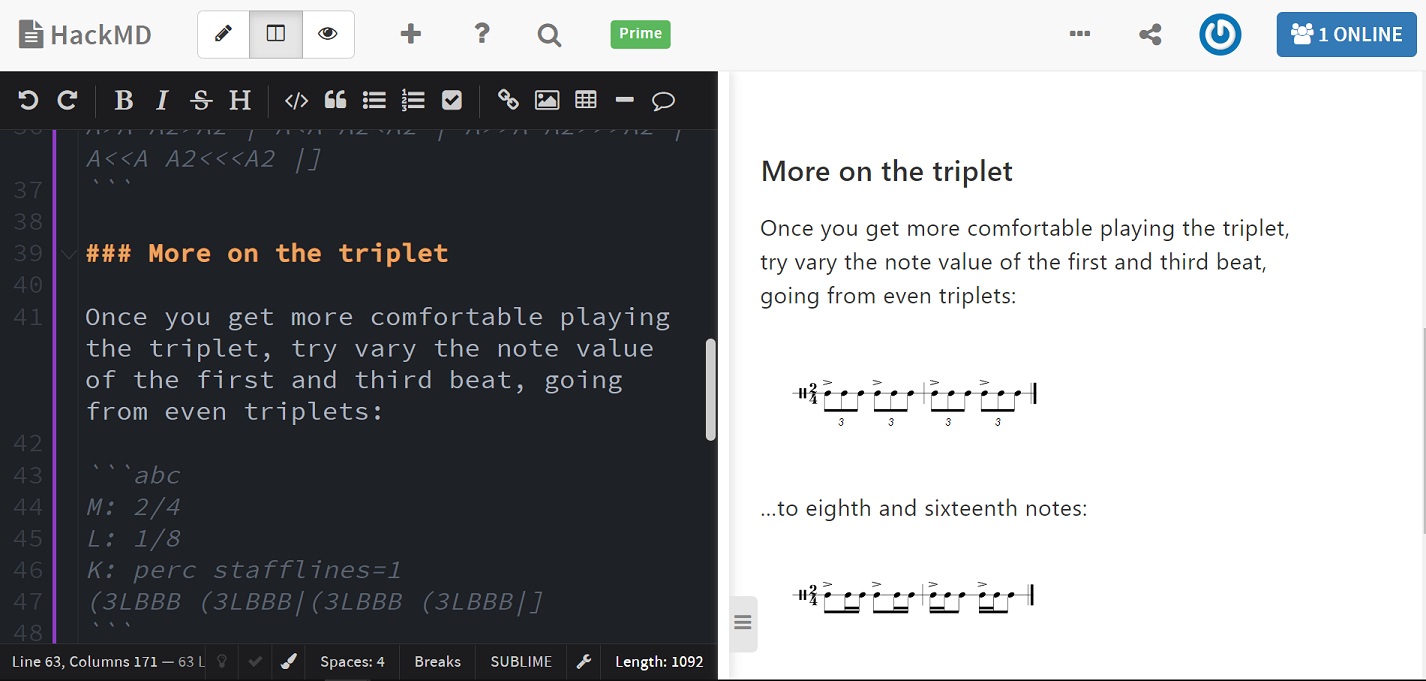 HackMD
Prime
1 ONLINE
A<<A A2<<<A2 |]
37 ```
38
39 ### More on the triplet
40
41 Once you get more comfortable playing
the triplet, try vary the note value
of the first and third beat, going
from even triplets:
42
43 ```abc
44 M: 2/4
45 L: 1/8
46 K: perc stafflines=1
47 (3LBBB (3LBBB|(3LBBB (3LBBB|]
48 ```
Line 63, Columns 171 — 63 L
Spaces: 4
Breaks
SUBLIME
Length: 1092
More on the triplet
Once you get more comfortable playing the triplet,
try vary the note value of the first and third beat,
going from even triplets:
2
4
3 3 3 3
…to eighth and sixteenth notes:
2
4